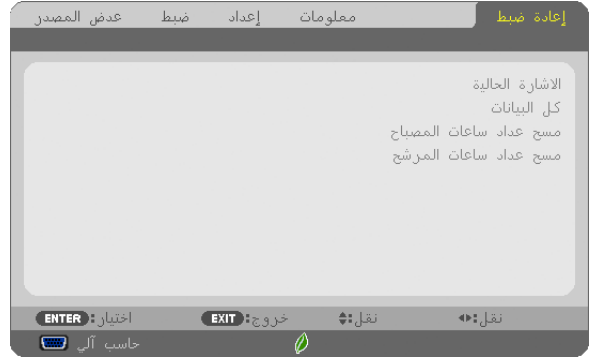 إعادة ضبط معلومات إعداد ضبط عدض المصدر
الاشارة الحالية
كل البيانات
مسح عداد ساعات المصباح
مسح عداد ساعات المرشح
نقل: نقل: خروج: EXIT اختيار: ENTER
حاسب آلي